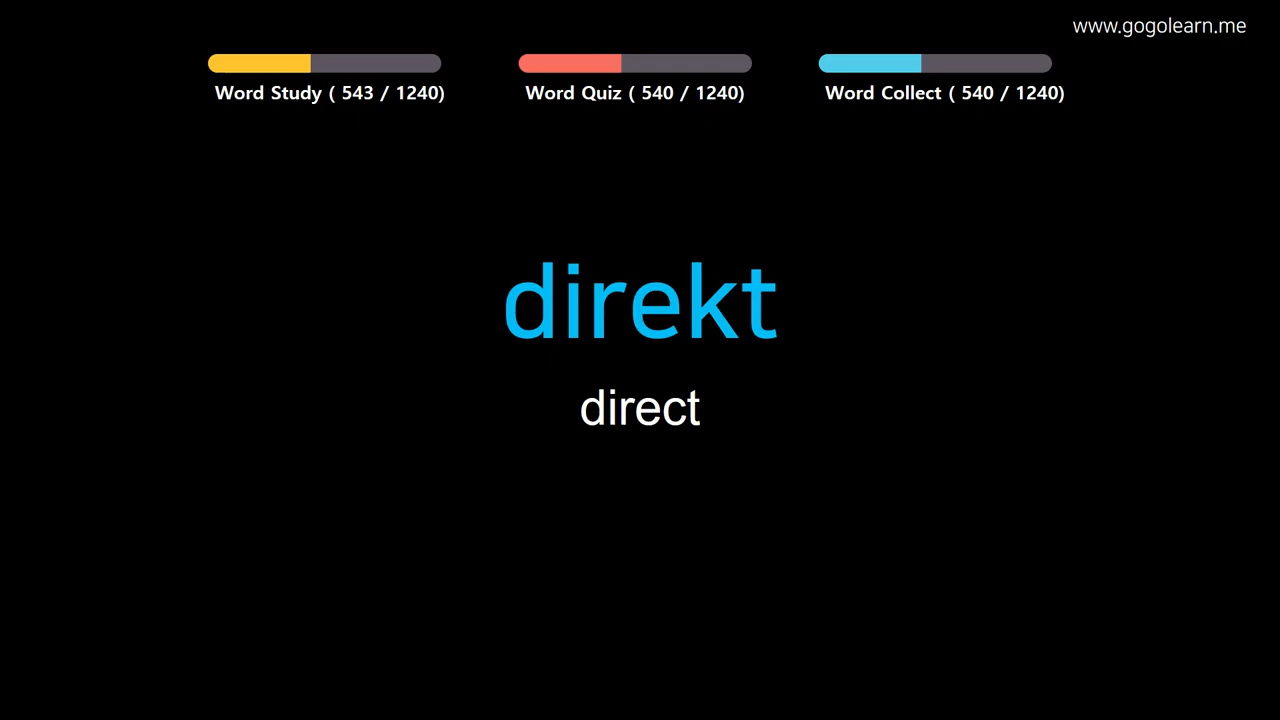 www.gogolearn.me
Word Study ( 543 / 1240)
Word Quiz ( 540 / 1240)
Word Collect ( 540 / 1240)
direkt
direct